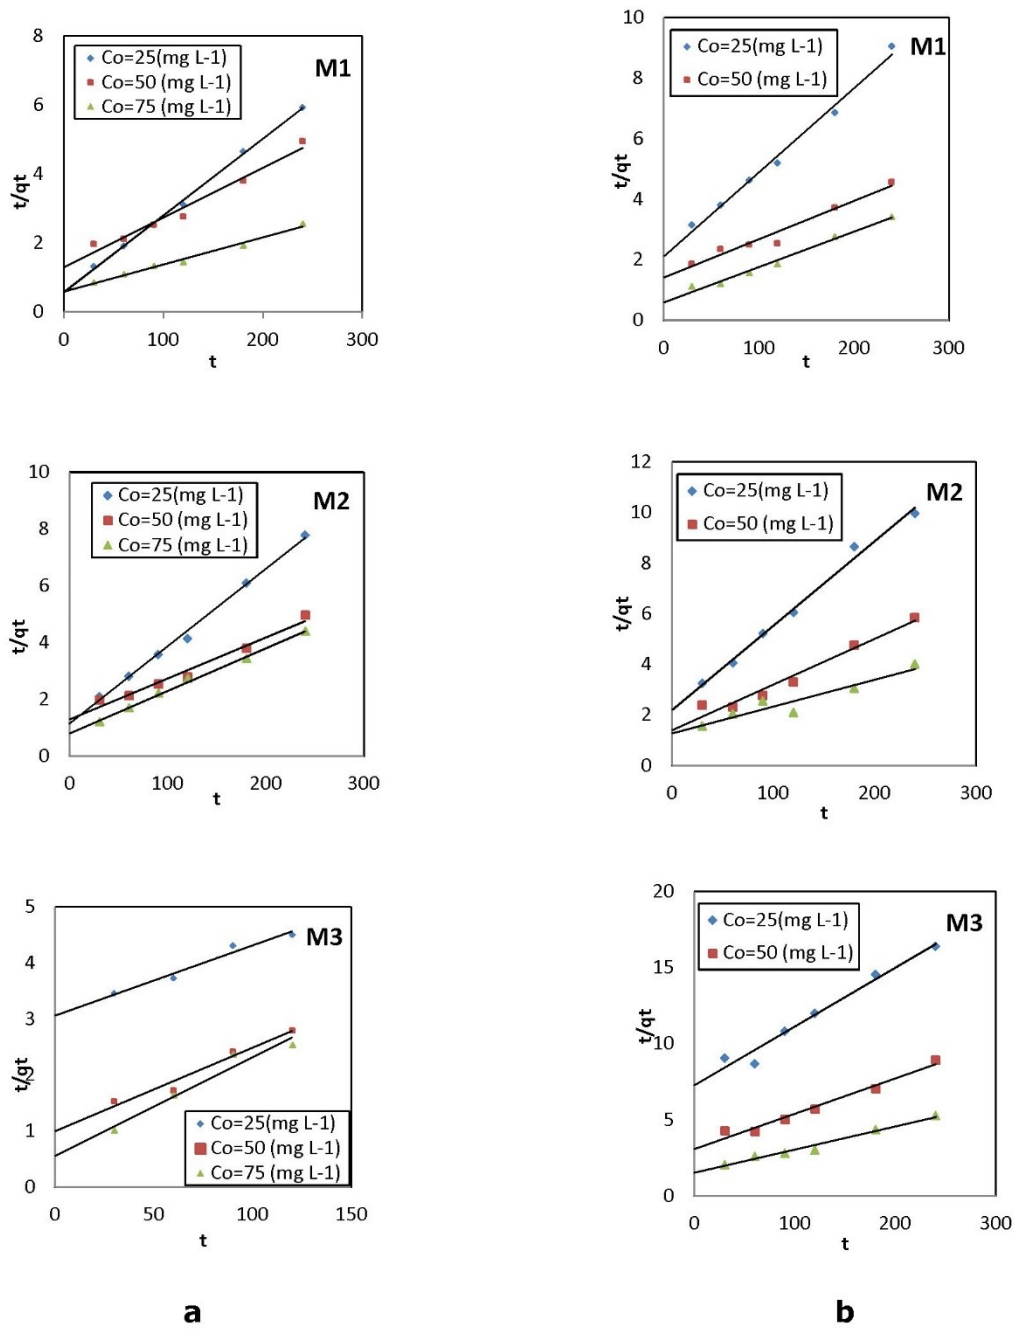 8
6
4
2
0
t/qt
Co=25(mg L-1)
Co=50 (mg L-1)
Co=75 (mg L-1)
M1
0 100 200 300
t
10
8
6
4
2
0
t/qt
Co=25(mg L-1)
Co=50 (mg L-1)
M1
0 100 200 300
t
10
8
6
4
2
0
t/qt
Co=25(mg L-1)
Co=50 (mg L-1)
Co=75 (mg L-1)
M2
0 100 200 300
t
12
10
8
6
4
2
0
t/qt
Co=25(mg L-1)
Co=50 (mg L-1)
M2
0 100 200 300
t
5
4
3
2
1
0
t/qt
M3
Co=25(mg L-1)
Co=50 (mg L-1)
Co=75 (mg L-1)
0 50 100 150
t
20
15
10
5
0
t/qt
Co=25(mg L-1)
Co=50 (mg L-1)
M3
0 100 200 300
t
a
b